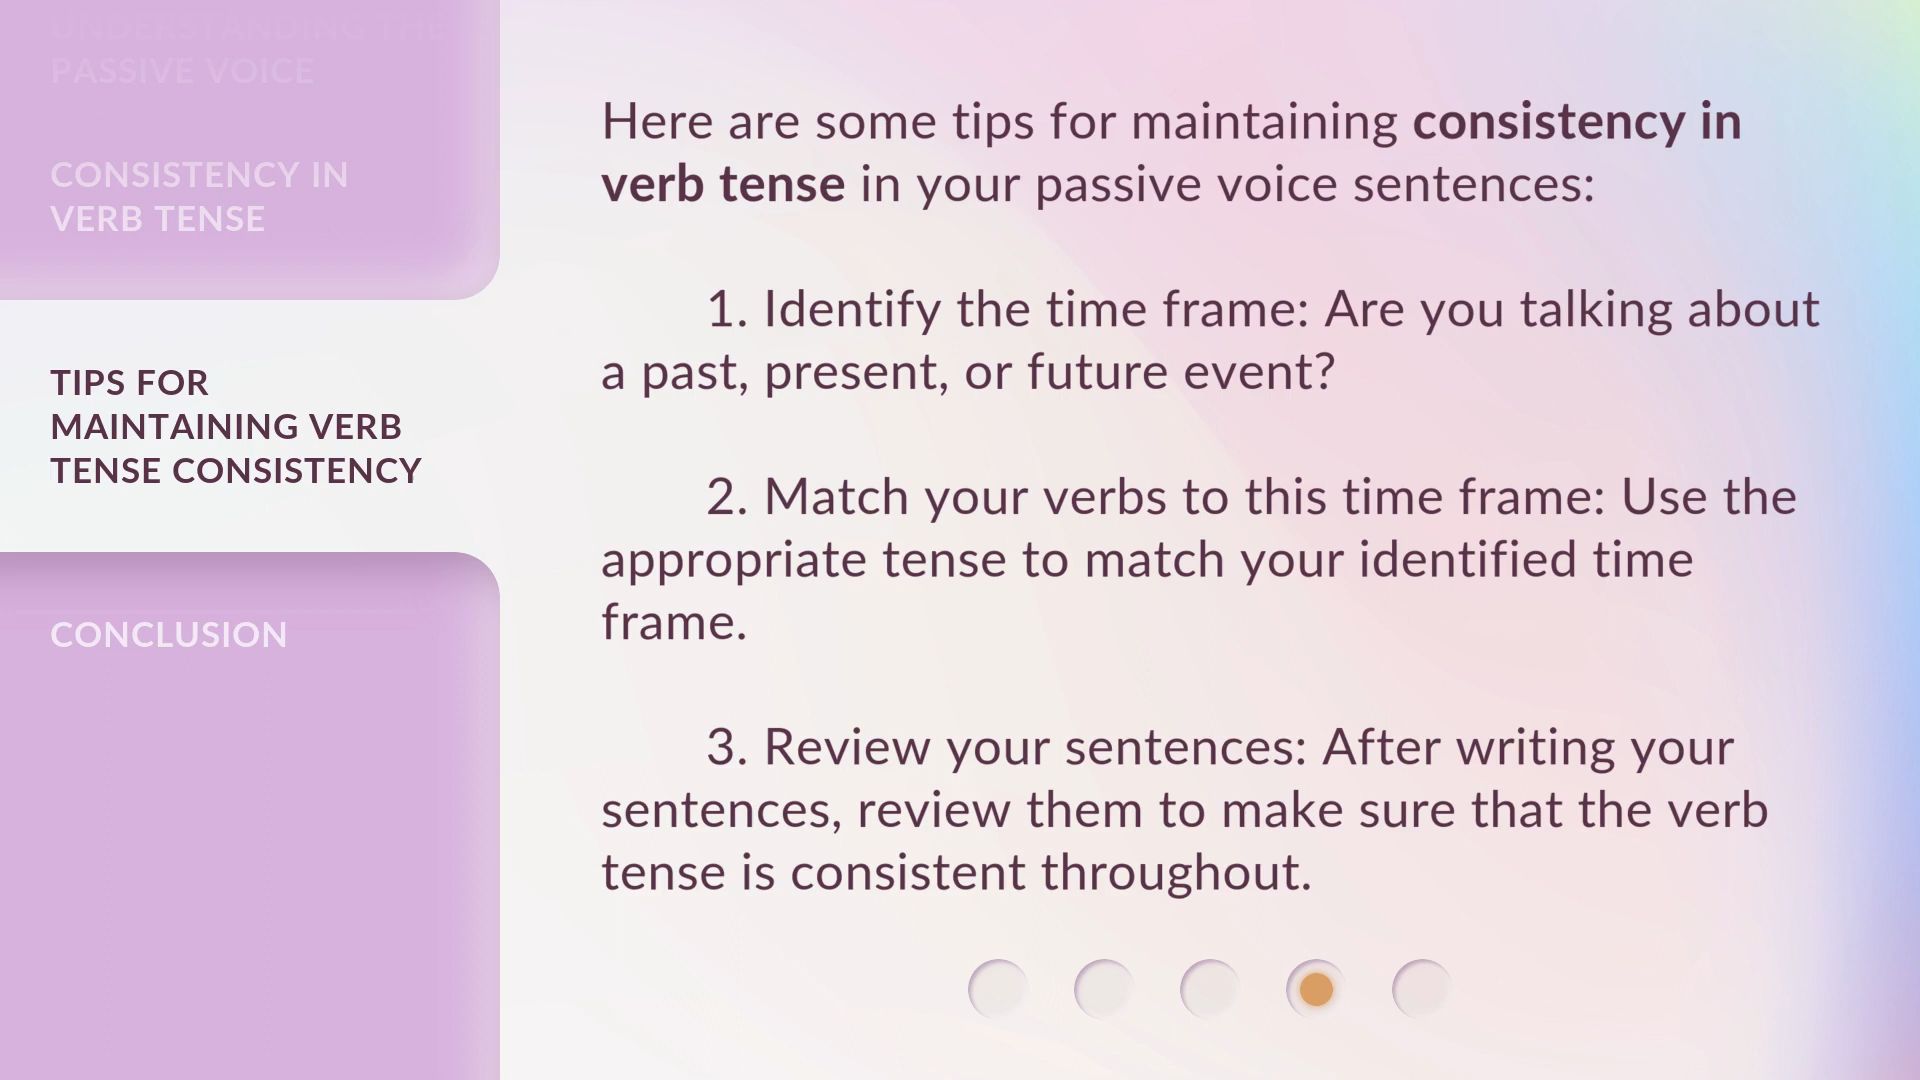 UNDERSTANDING THE
PASSIVE VOICE
CONSISTENCY IN
VERB TENSE
TIPS FOR
MAINTAINING VERB
TENSE CONSISTENCY
CONCLUSION
Here are some tips for maintaining consistency in
verb tense in your passive voice sentences:
1. Identify the time frame: Are you talking about
a past, present, or future event?
2. Match your verbs to this time frame: Use the
appropriate tense to match your identified time
frame.
3. Review your sentences: After writing your
sentences, review them to make sure that the verb
tense is consistent throughout.